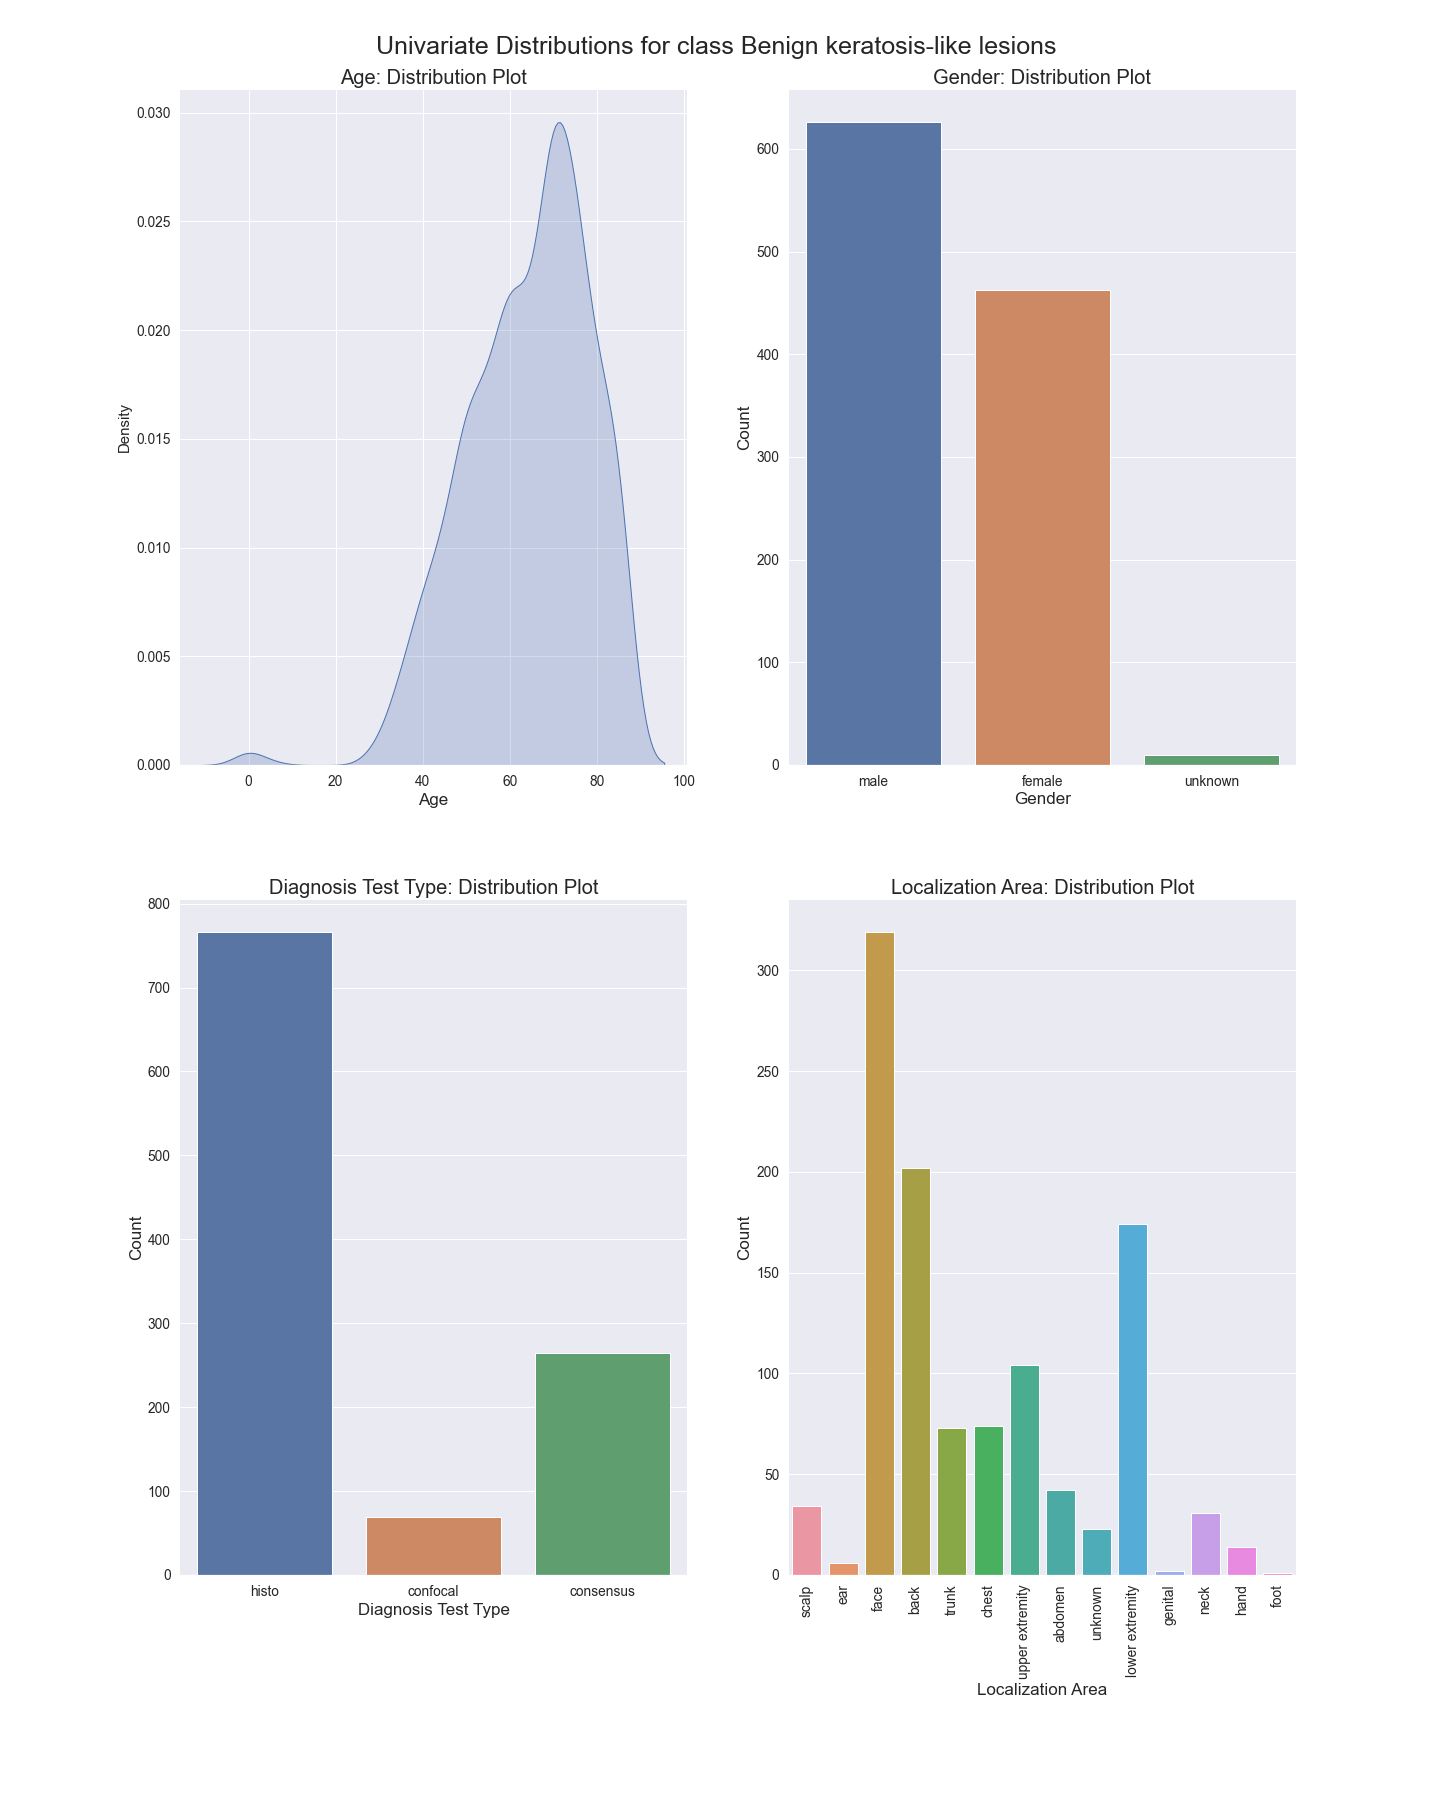 Univariate Distributions for class Benign keratosis-like lesions
Age: Distribution Plot
0.030
0.025
0.020
0.015
0.010
0.005
0.000
Density
0
20
40
60
80
100
Age
Gender: Distribution Plot
600
500
400
300
200
100
0
Count
male
female
unknown
Gender
Diagnosis Test Type: Distribution Plot
800
700
600
500
400
300
200
100
0
Count
histo
confocal
consensus
Diagnosis Test Type
Localization Area: Distribution Plot
300
250
200
150
100
50
0
Count
scalp
ear
face
back
trunk
chest
upper extremity
abdomen
unknown
lower extremity
genital
neck
hand
foot
Localization Area